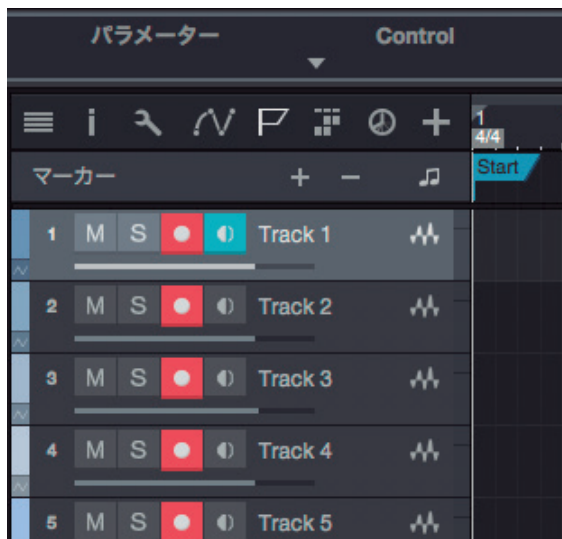 パラメーター Control
i
1
4/4
マーカー + − Start
1 M S Track 1
2 M S Track 2
3 M S Track 3
4 M S Track 4
5 M S Track 5